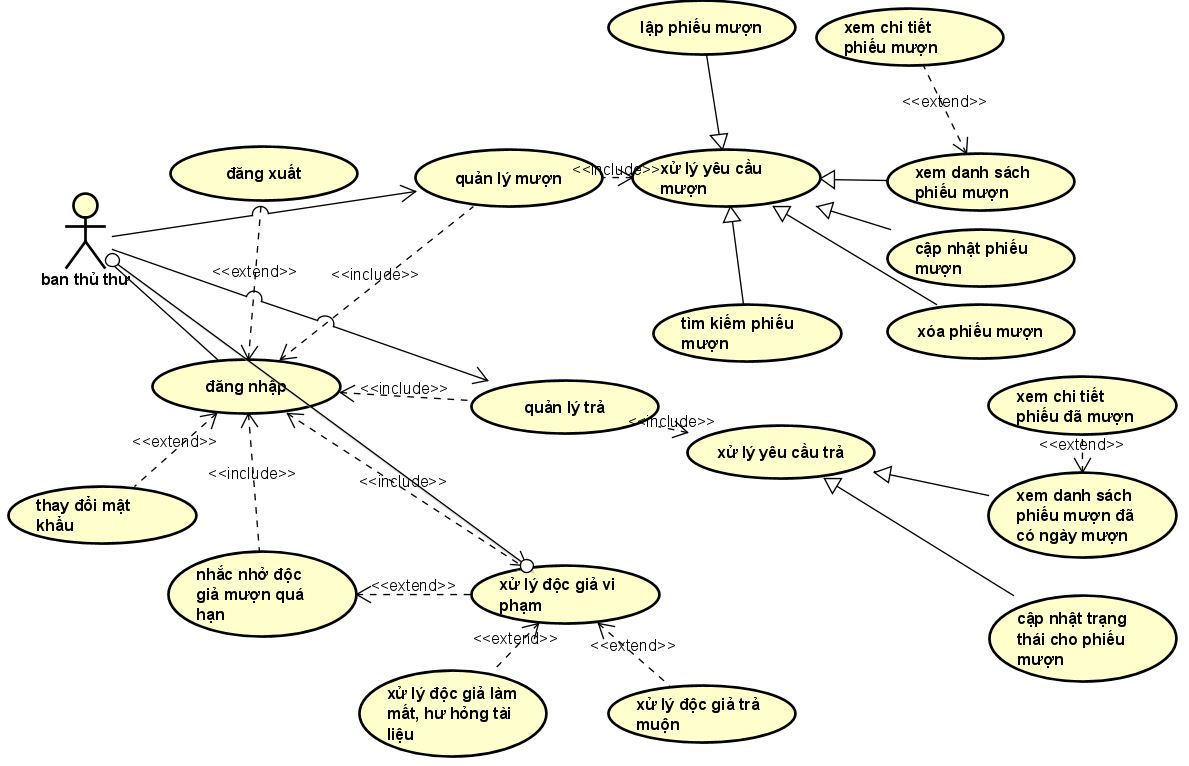 lập phiếu mượn
xem chi tiết
phiếu mượn
<<extend>>
đăng xuất
quản lý mượn
<<include>>
xử lý yêu cầu
mượn
xem danh sách
phiếu mượn
ban thủ thư
<<extend>>
<<include>>
cập nhật phiếu
mượn
tìm kiếm phiếu
mượn
xóa phiếu mượn
đăng nhập
<<include>>
quản lý trả
<<include>>
xem chi tiết
phiếu đã mượn
<<extend>>
<<extend>>
<<include>>
<<include>>
xử lý yêu cầu trả
xem danh sách
phiếu mượn đã
có ngày mượn
thay đổi mật
khẩu
nhắc nhở độc
giả mượn quá
hạn
<<extend>>
xử lý độc giả vi
phạm
cập nhật trạng
thái cho phiếu
mượn
<<extend>>
<<extend>>
xử lý độc giả làm
mất, hư hỏng tài
liệu
xử lý độc giả trả
muộn